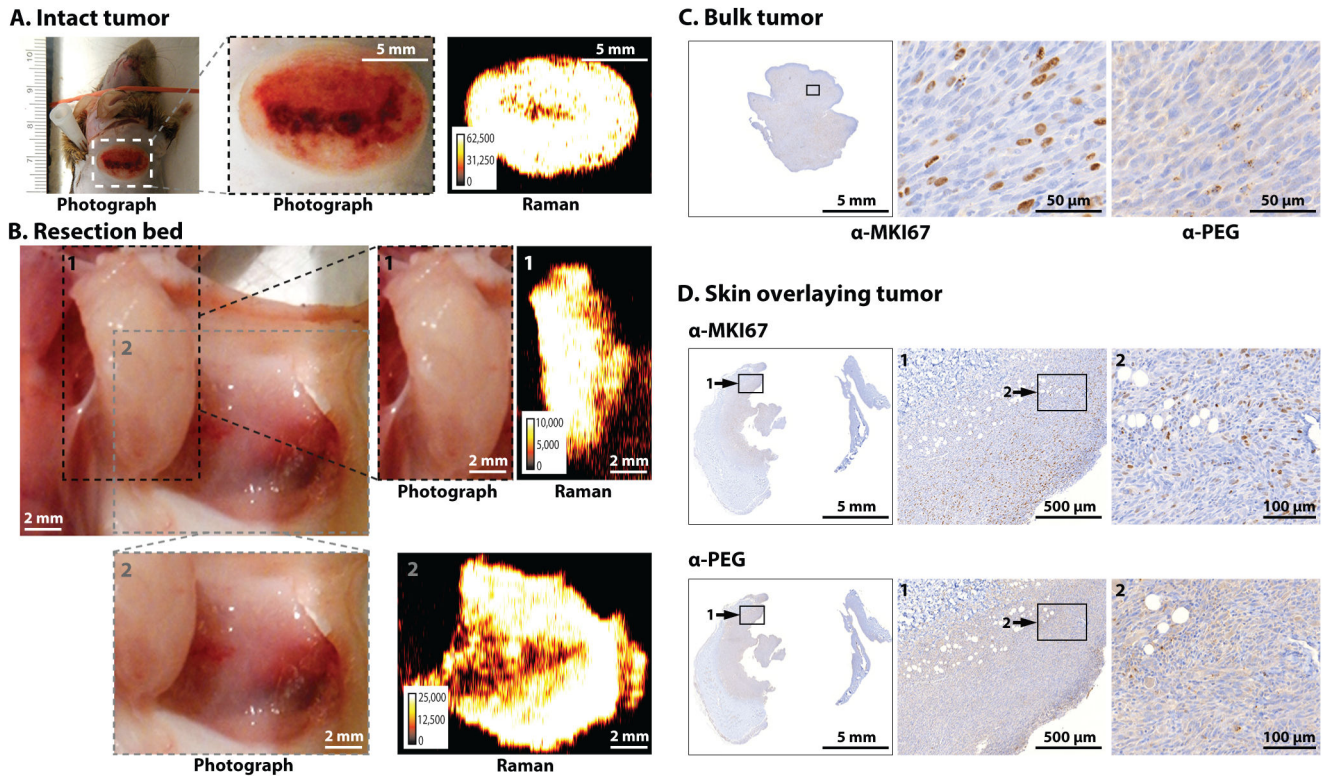 A. Intact tumor
5 mm
5 mm
62,500
31,250
0
10
9
8
7
Photograph
Photograph
Raman
B. Resection bed
1
2
2 mm
1
2 mm
Photograph
1
10,000
5,000
0
2 mm
Raman
2
2 mm
Photograph
2
25,000
12,500
0
2 mm
Raman
C. Bulk tumor
5 mm
50 µm
50 µm
α-MKI67
α-PEG
D. Skin overlaying tumor
α-MKI67
1
5 mm
1
2
500 µm
2
100 µm
α-PEG
1
5 mm
1
2
500 µm
2
100 µm